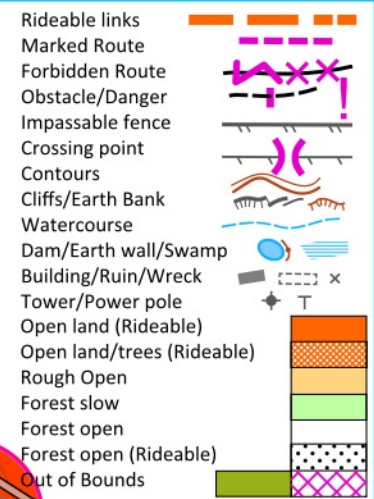 Rideable links
Marked Route
Forbidden Route
Obstacle/Danger
Impassable fence
Crossing point
Contours
Cliffs/Earth Bank
Watercourse
Dam/Earth wall/Swamp
Building/Ruin/Wreck
Tower/Power pole
Open land (Rideable)
Open land/trees (Rideable)
Rough Open
Forest slow
Forest open
Forest open (Rideable)
Out of Bounds